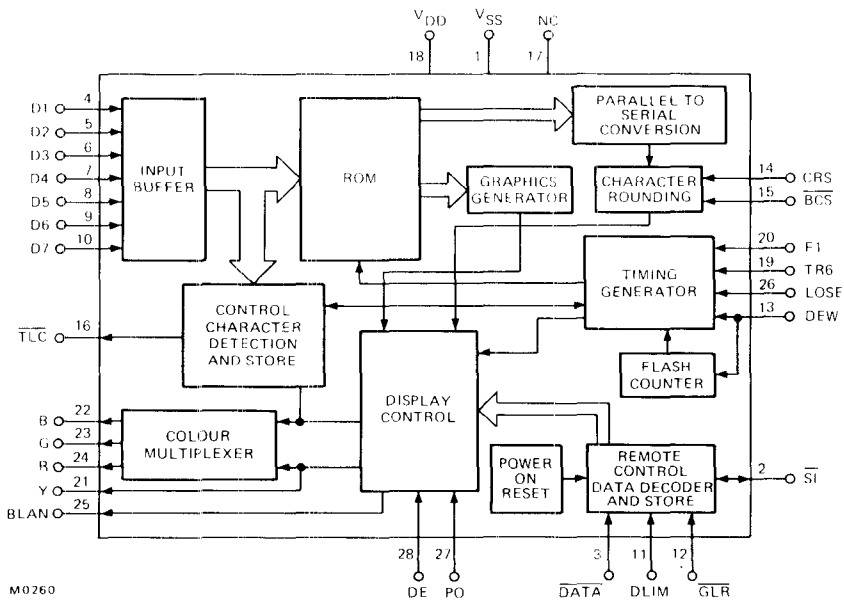 VDD
VSS
NC
18
1
17
D1 4
D2 5
D3 6
D4 7
D5 8
D6 9
D7 10
INPUT
BUFFER
ROM
PARALLEL TO
SERIAL
CONVERSION
GRAPHICS
GENERATOR
CHARACTER
ROUNDING
14 CRS
15 BCS
20 F1
19 TR6
26 LOSE
13 DEW
TIMING
GENERATOR
CONTROL
CHARACTER
DETECTION
AND STORE
TLC 16
FLASH
COUNTER
DISPLAY
CONTROL
B 22
G 23
R 24
Y 21
BLAN 25
COLOUR
MULTIPLEXER
POWER
ON
RESET
REMOTE
CONTROL
DATA DECODER
AND STORE
2 SI
28
27
3
11
12
DE
PO
DATA
DLIM
GLR
M0260